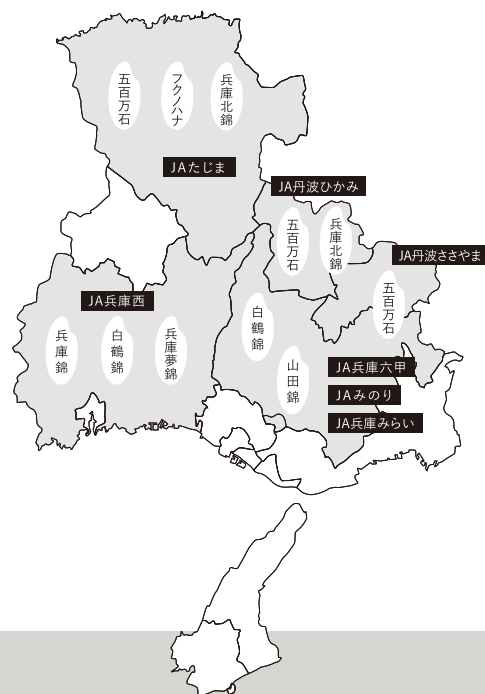 五百万石
フクノハナ
兵庫北錦
JAたじま
JA丹波ひかみ
五百万石
兵庫北錦
JA丹波ささやま
五百万石
JA兵庫西
兵庫錦
白鶴錦
兵庫夢錦
白鶴錦
山田錦
JA兵庫六甲
JAみのり
JA兵庫みらい